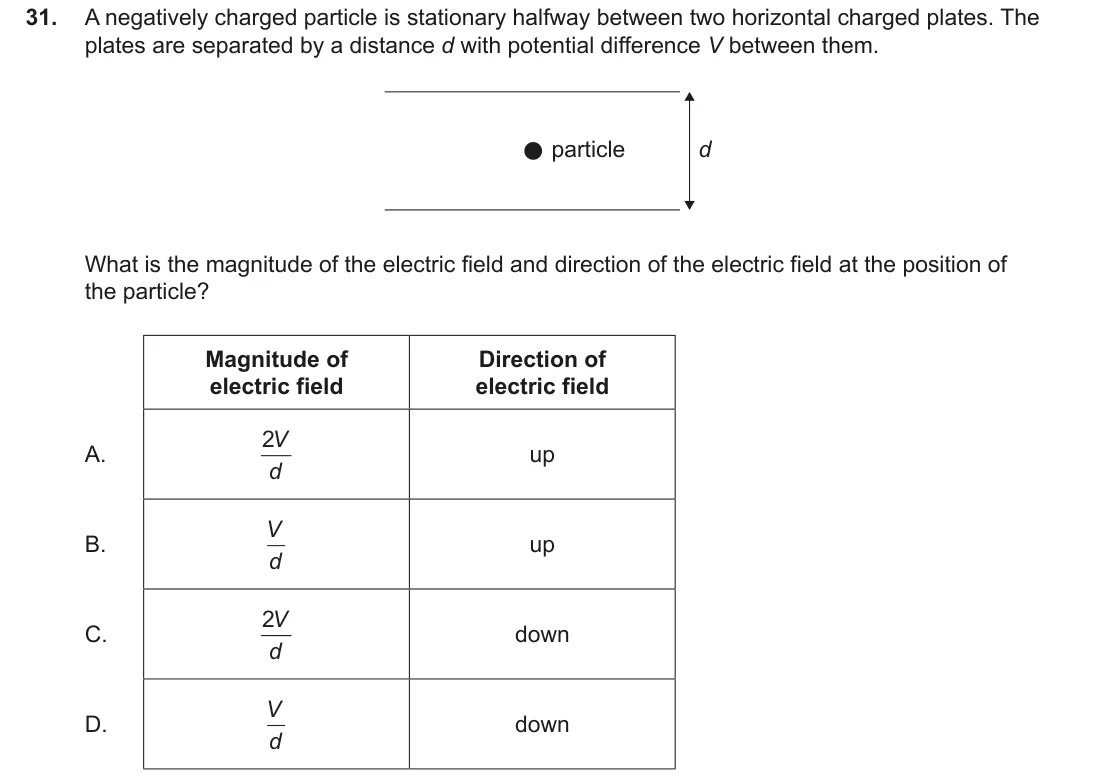 31. A negatively charged particle is stationary halfway between two horizontal charged plates. The
plates are separated by a distance d with potential difference V between them.
particle
d
What is the magnitude of the electric field and direction of the electric field at the position of
the particle?
Magnitude of
electric field
Direction of
electric field
A.
2V
d
up
B.
V
d
up
C.
2V
d
down
D.
V
d
down